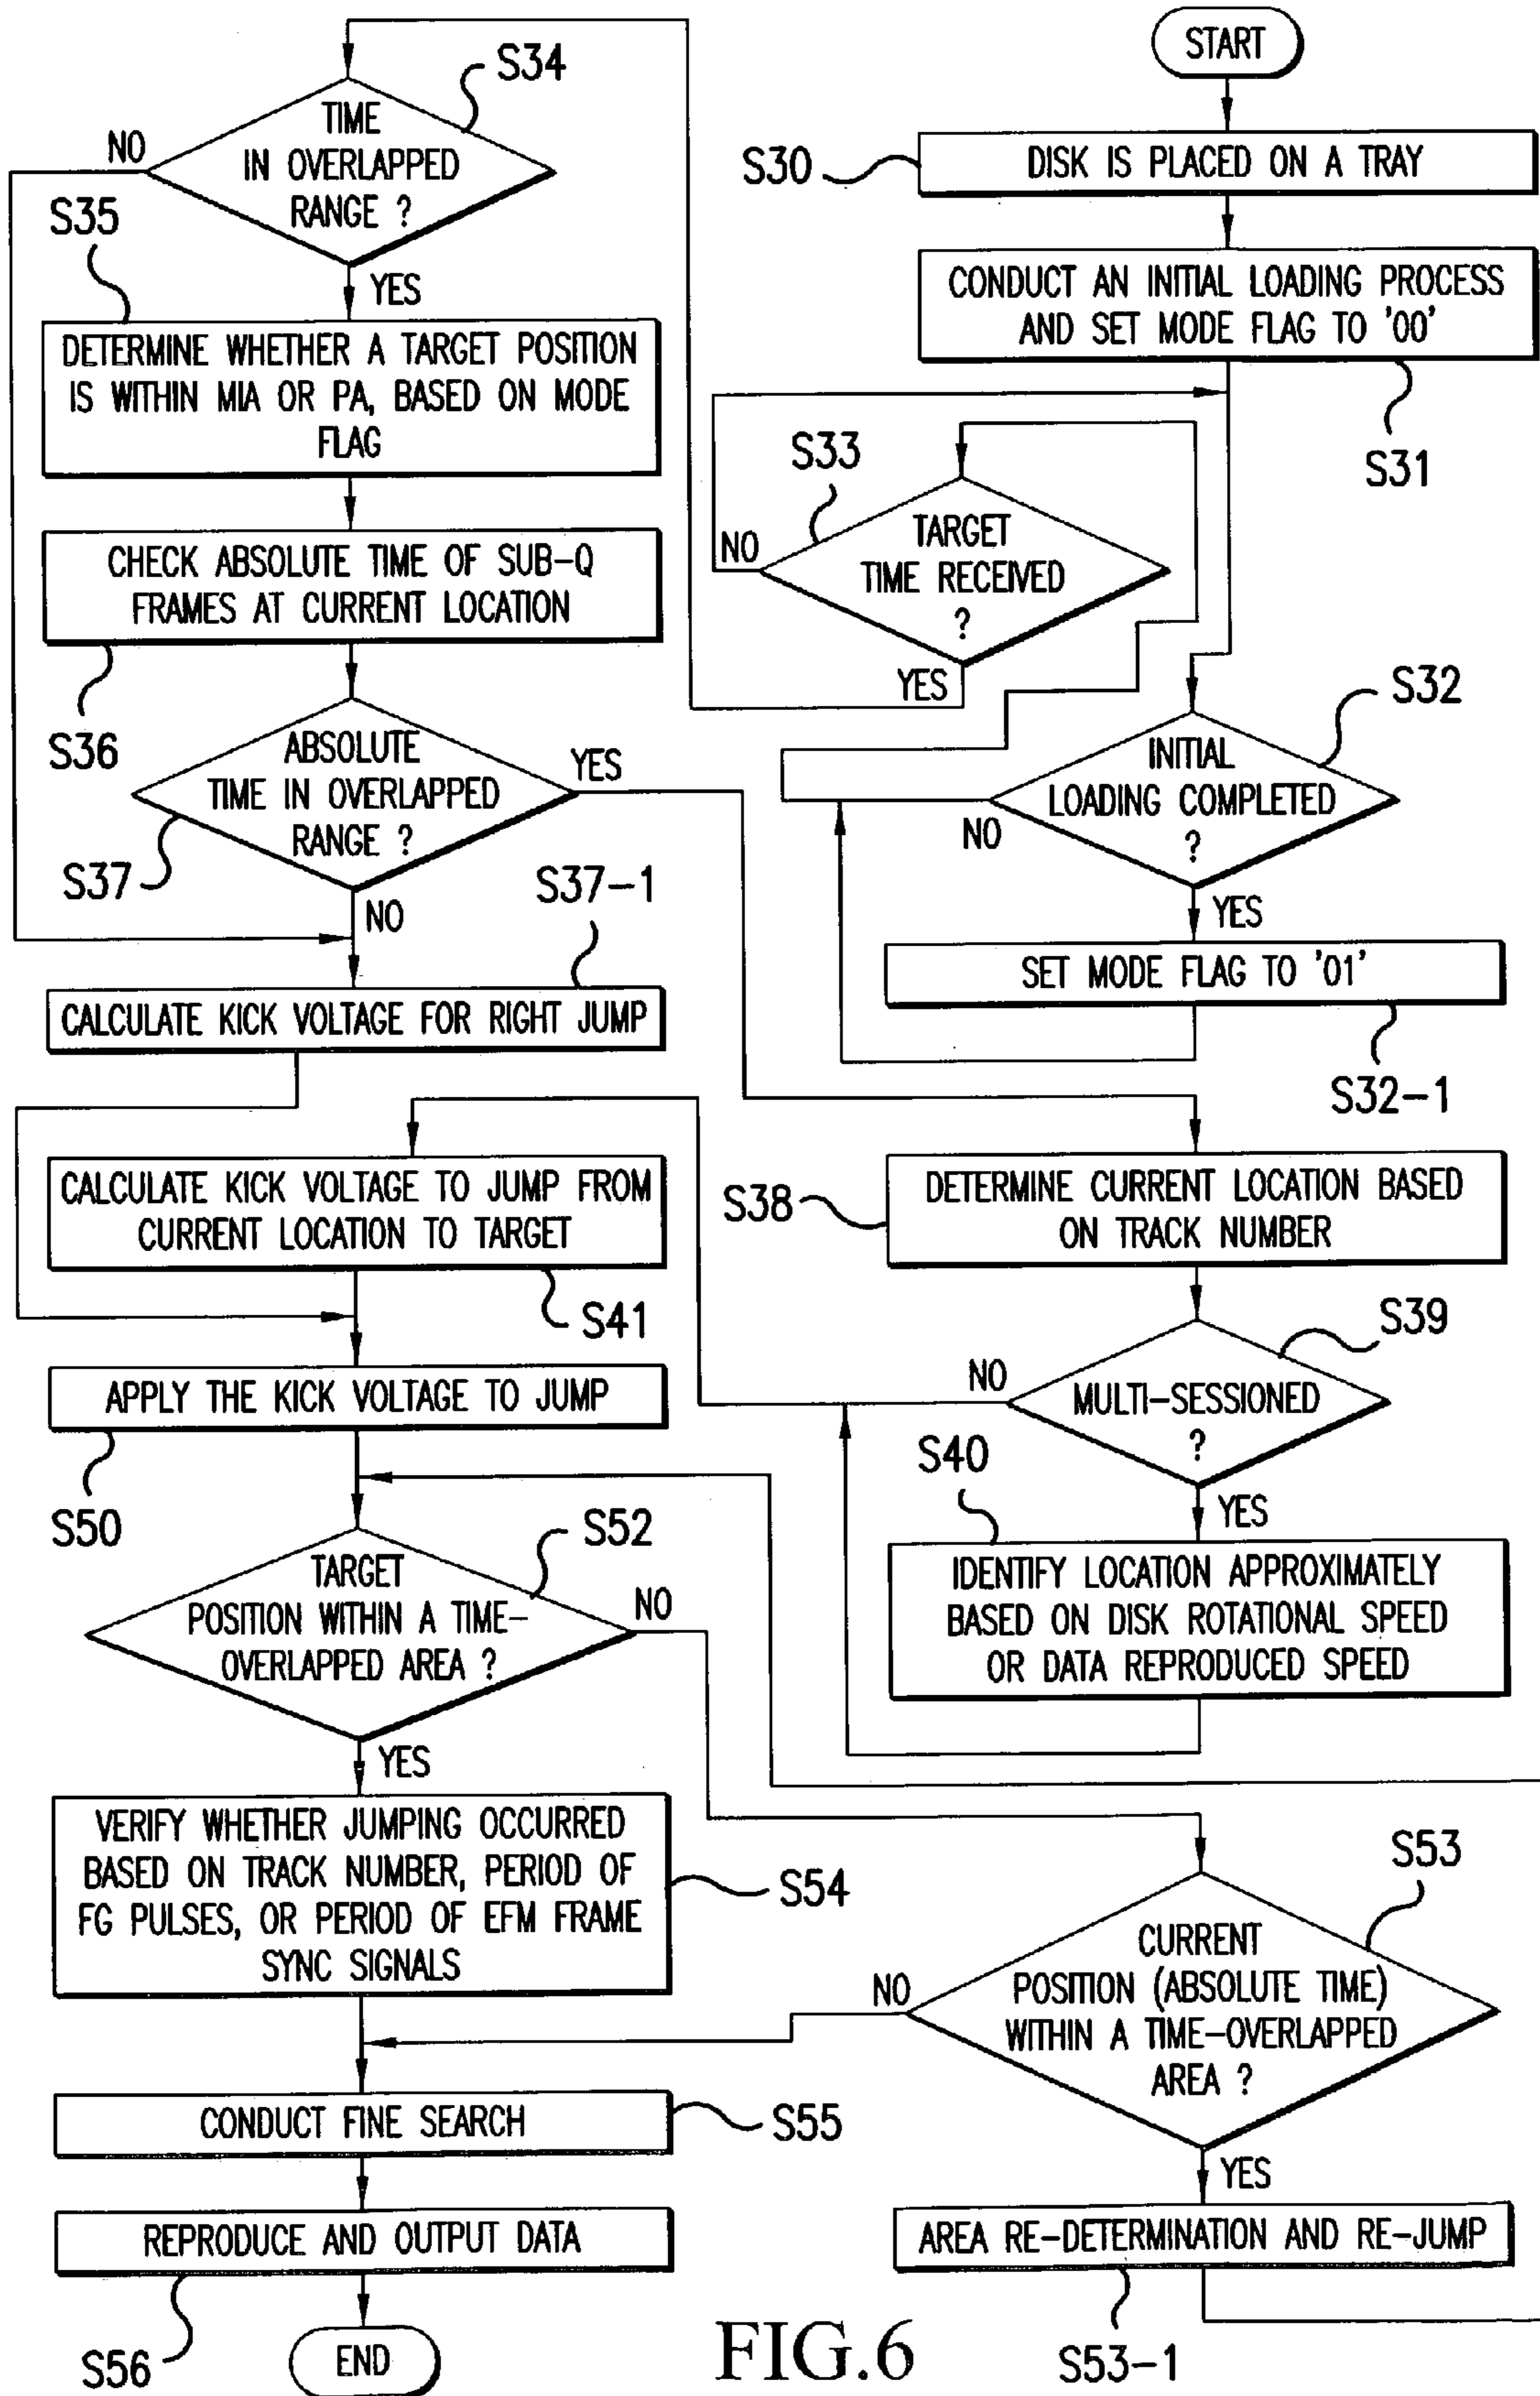 START
S30
DISK IS PLACED ON A TRAY
CONDUCT AN INITIAL LOADING PROCESS
AND SET MODE FLAG TO '00'
S31
S33
TARGET
TIME RECEIVED
?
NO
YES
S32
INITIAL
LOADING COMPLETED
?
NO
YES
SET MODE FLAG TO '01'
S32-1
S34
TIME
IN OVERLAPPED
RANGE ?
NO
YES
S35
DETERMINE WHETHER A TARGET POSITION
IS WITHIN MIA OR PA, BASED ON MODE
FLAG
CHECK ABSOLUTE TIME OF SUB-Q
FRAMES AT CURRENT LOCATION
S36
ABSOLUTE
TIME IN OVERLAPPED
RANGE ?
YES
S37
NO
S37-1
CALCULATE KICK VOLTAGE FOR RIGHT JUMP
S38
DETERMINE CURRENT LOCATION BASED
ON TRACK NUMBER
S39
MULTI-SESSIONED
?
NO
YES
S40
IDENTIFY LOCATION APPROXIMATELY
BASED ON DISK ROTATIONAL SPEED
OR DATA REPRODUCED SPEED
CALCULATE KICK VOLTAGE TO JUMP FROM
CURRENT LOCATION TO TARGET
S41
APPLY THE KICK VOLTAGE TO JUMP
S50
S52
TARGET
POSITION WITHIN A TIME-
OVERLAPPED AREA ?
NO
YES
VERIFY WHETHER JUMPING OCCURRED
BASED ON TRACK NUMBER, PERIOD OF
FG PULSES, OR PERIOD OF EFM FRAME
SYNC SIGNALS
S54
S53
CURRENT
POSITION (ABSOLUTE TIME)
WITHIN A TIME-OVERLAPPED
AREA ?
NO
YES
AREA RE-DETERMINATION AND RE-JUMP
S53-1
CONDUCT FINE SEARCH
S55
REPRODUCE AND OUTPUT DATA
S56
END
FIG.6